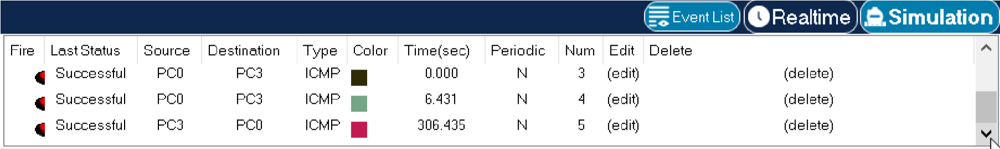 Event List Realtime Simulation
Fire Last Status Source Destination Type Color Time(sec) Periodic Num Edit Delete
Successful PC0 PC3 ICMP 0.000 N 3 (edit) (delete)
Successful PC0 PC3 ICMP 6.431 N 4 (edit) (delete)
Successful PC3 PC0 ICMP 306.435 N 5 (edit) (delete)